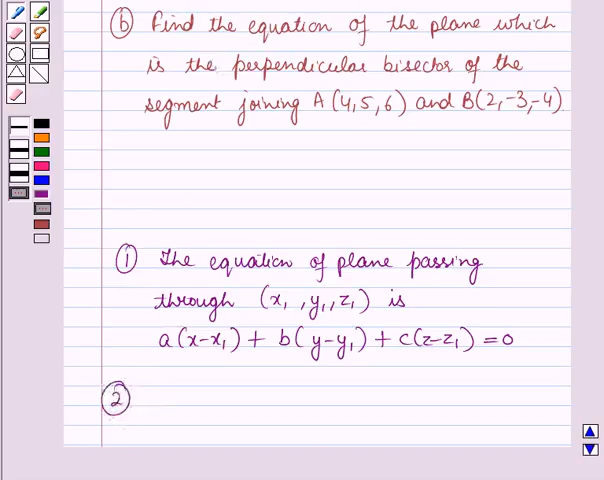 (b) Find the equation of the plane which
is the perpendicular bisector of the
segment joining A (4,5,6) and B(2,-3,-4)
(1) The equation of plane passing
through (x₁,y₁,z₁) is
a(x-x₁) + b(y-y₁) + c(z-z₁) = 0
(2)